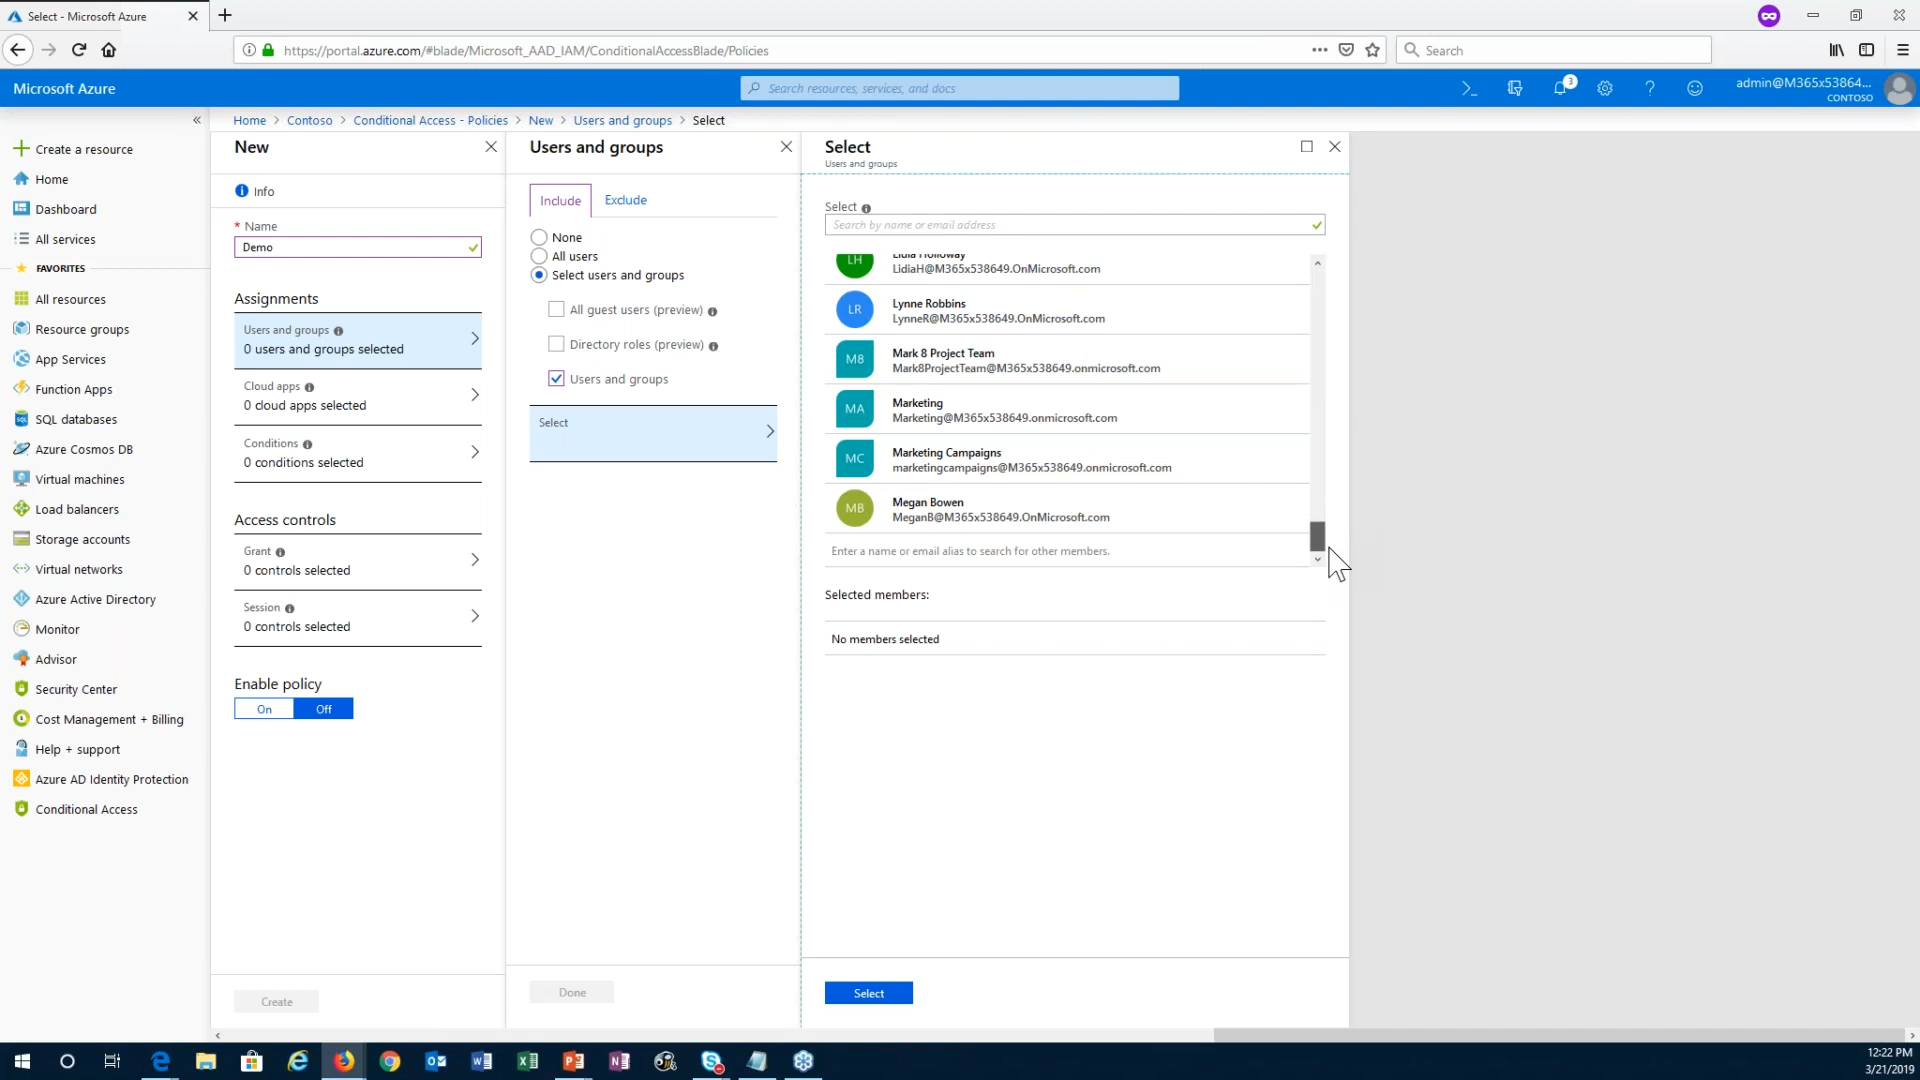 Select - Microsoft Azure
https://portal.azure.com/#blade/Microsoft_AAD_IAM/ConditionalAccessBlade/Policies
Search
Microsoft Azure
Search resources, services, and docs
3
admin@M365x53864...
CONTOSO
Home > Contoso > Conditional Access - Policies > New > Users and groups > Select
Create a resource
Home
Dashboard
All services
FAVORITES
All resources
Resource groups
App Services
Function Apps
SQL databases
Azure Cosmos DB
Virtual machines
Load balancers
Storage accounts
Virtual networks
Azure Active Directory
Monitor
Advisor
Security Center
Cost Management + Billing
Help + support
Azure AD Identity Protection
Conditional Access
New
Info
* Name
Demo
Assignments
Users and groups
0 users and groups selected
Cloud apps
0 cloud apps selected
Conditions
0 conditions selected
Access controls
Grant
0 controls selected
Session
0 controls selected
Enable policy
On Off
Create
Users and groups
Include Exclude
None
All users
Select users and groups
All guest users (preview)
Directory roles (preview)
Users and groups
Select
Done
Select
Users and groups
Select
Search by name or email address
LH
Lidia Holloway
LidiaH@M365x538649.OnMicrosoft.com
LR
Lynne Robbins
LynneR@M365x538649.OnMicrosoft.com
M8
Mark 8 Project Team
Mark8ProjectTeam@M365x538649.onmicrosoft.com
MA
Marketing
Marketing@M365x538649.onmicrosoft.com
MC
Marketing Campaigns
marketingcampaigns@M365x538649.onmicrosoft.com
MB
Megan Bowen
MeganB@M365x538649.OnMicrosoft.com
Enter a name or email alias to search for other members.
Selected members:
No members selected
Select
12:22 PM
3/21/2019